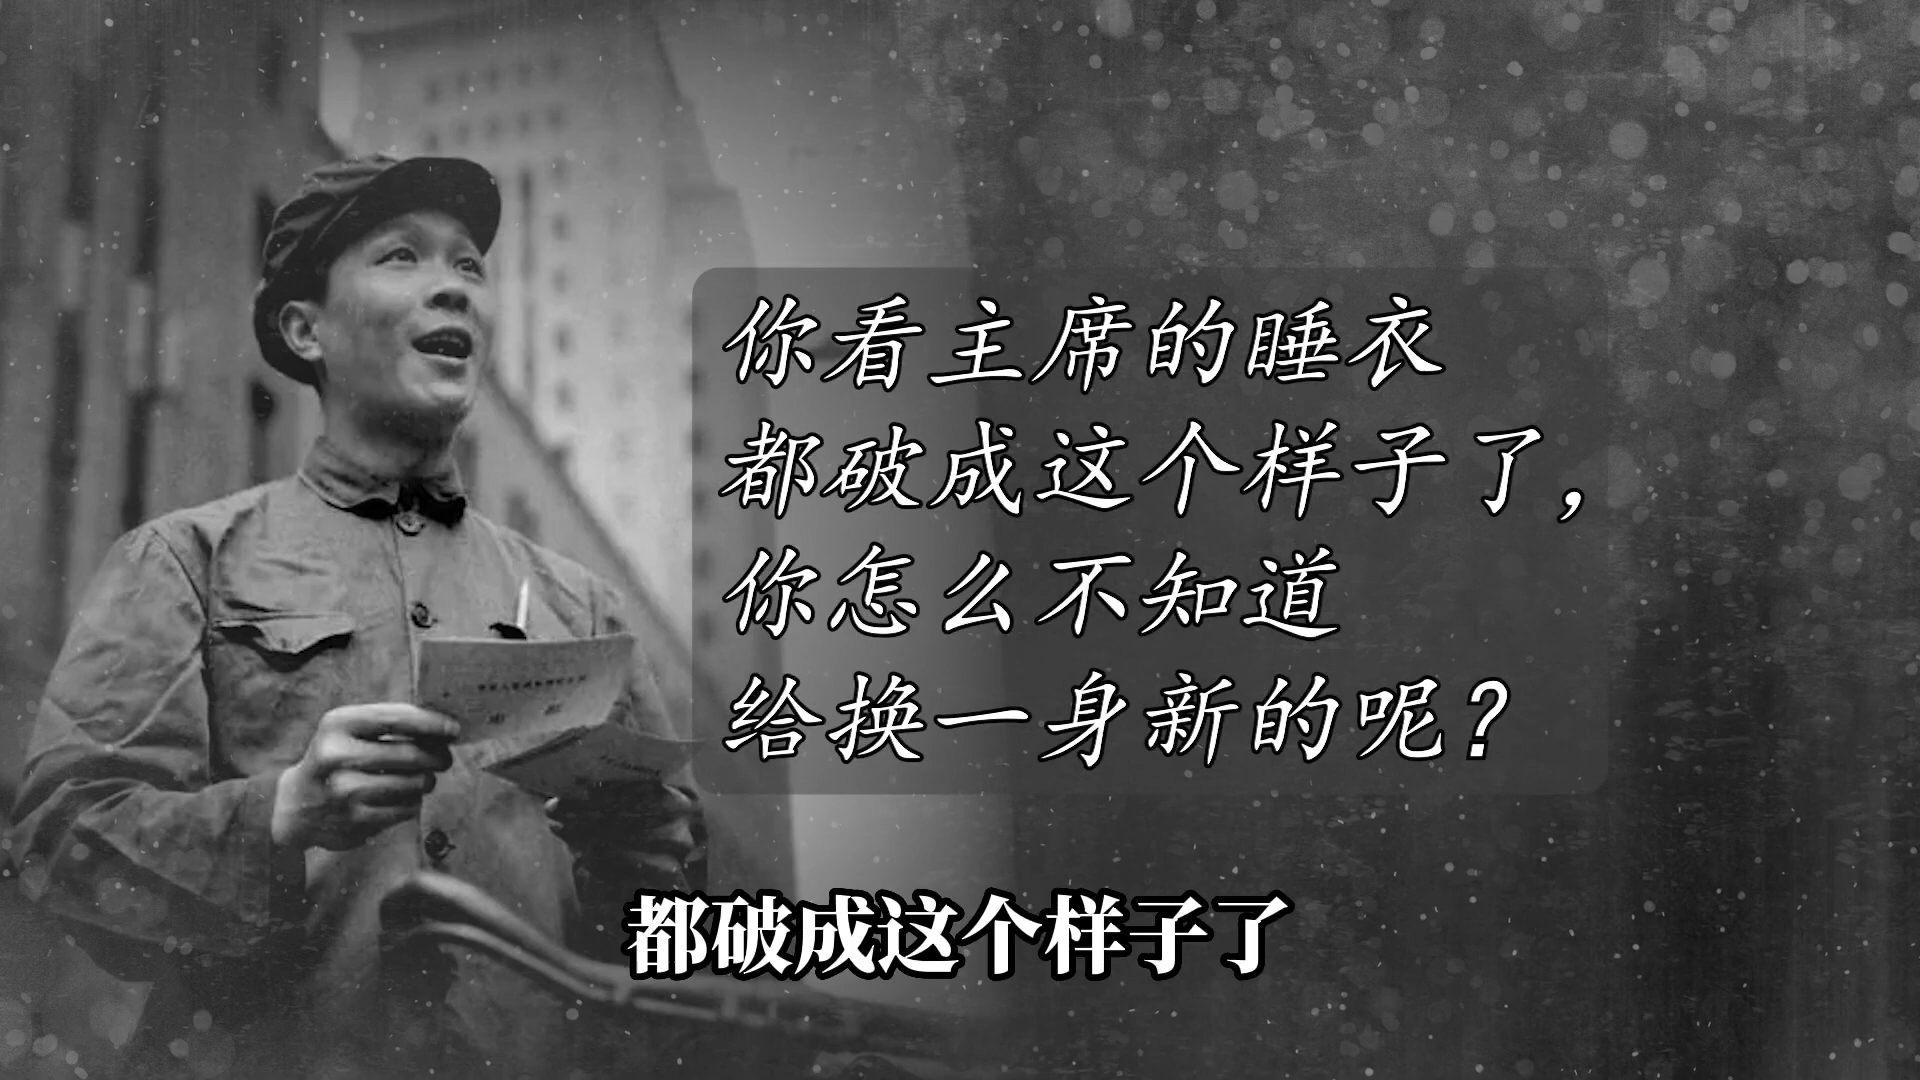 你看主席的睡衣
都破成这个样子了，
你怎么不知道
给换一身新的呢？
都破成这个样子了